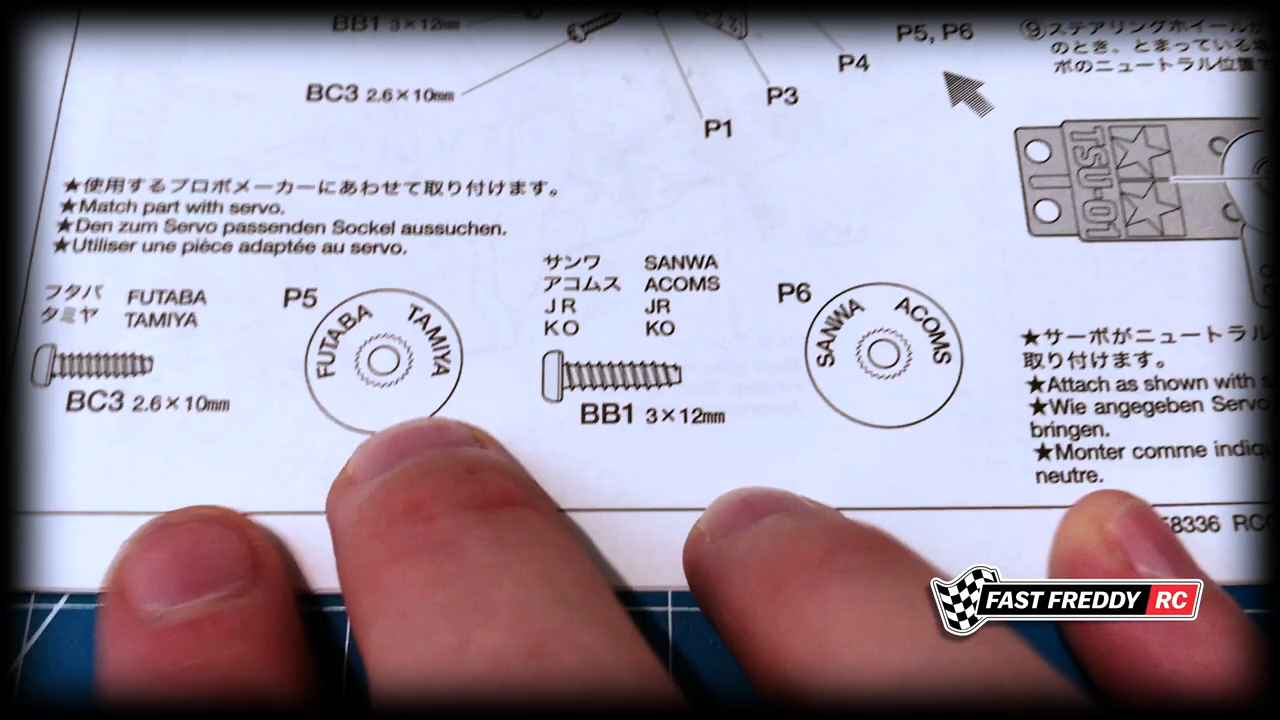 BB1 3×12mm
BC3 2.6×10mm
P1
P3
P4
P5, P6
⑨ステアリングホイールが
のとき、とまっている
ボのニュートラル位置で
TSU-01
★使用するプロポメーカーにあわせて取り付けます。
★Match part with servo.
★Den zum Servo passenden Sockel aussuchen.
★Utiliser une pièce adaptée au servo.
フタバ FUTABA
タミヤ TAMIYA
BC3 2.6×10mm
P5
FUTABA TAMIYA
サンワ SANWA
アコムス ACOMS
JR JR
KO KO
BB1 3×12mm
P6
SANWA ACOMS
★サーボがニュートラル
取り付けます。
★Attach as shown with
★Wie angegeben Servo
bringen.
★Monter comme indiq
neutre.
58336 RCC
FAST FREDDY RC